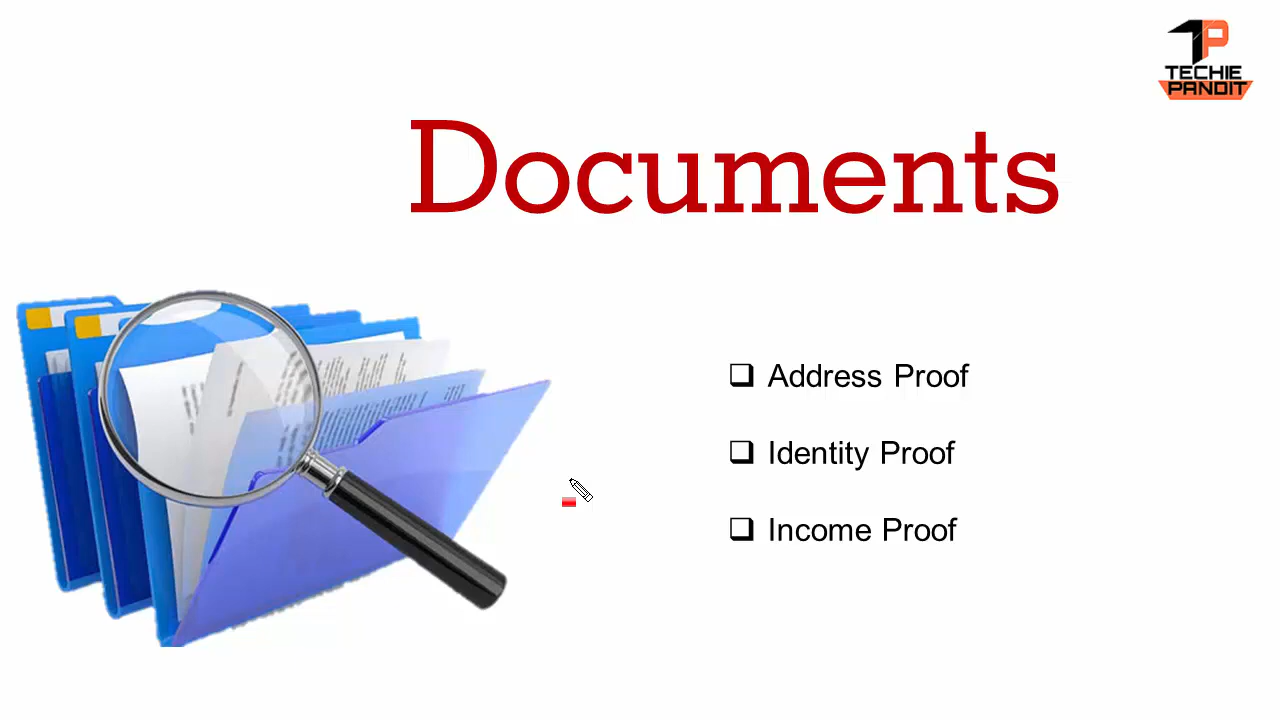 TECHIE
PANDIT
Documents
Address Proof
Identity Proof
Income Proof